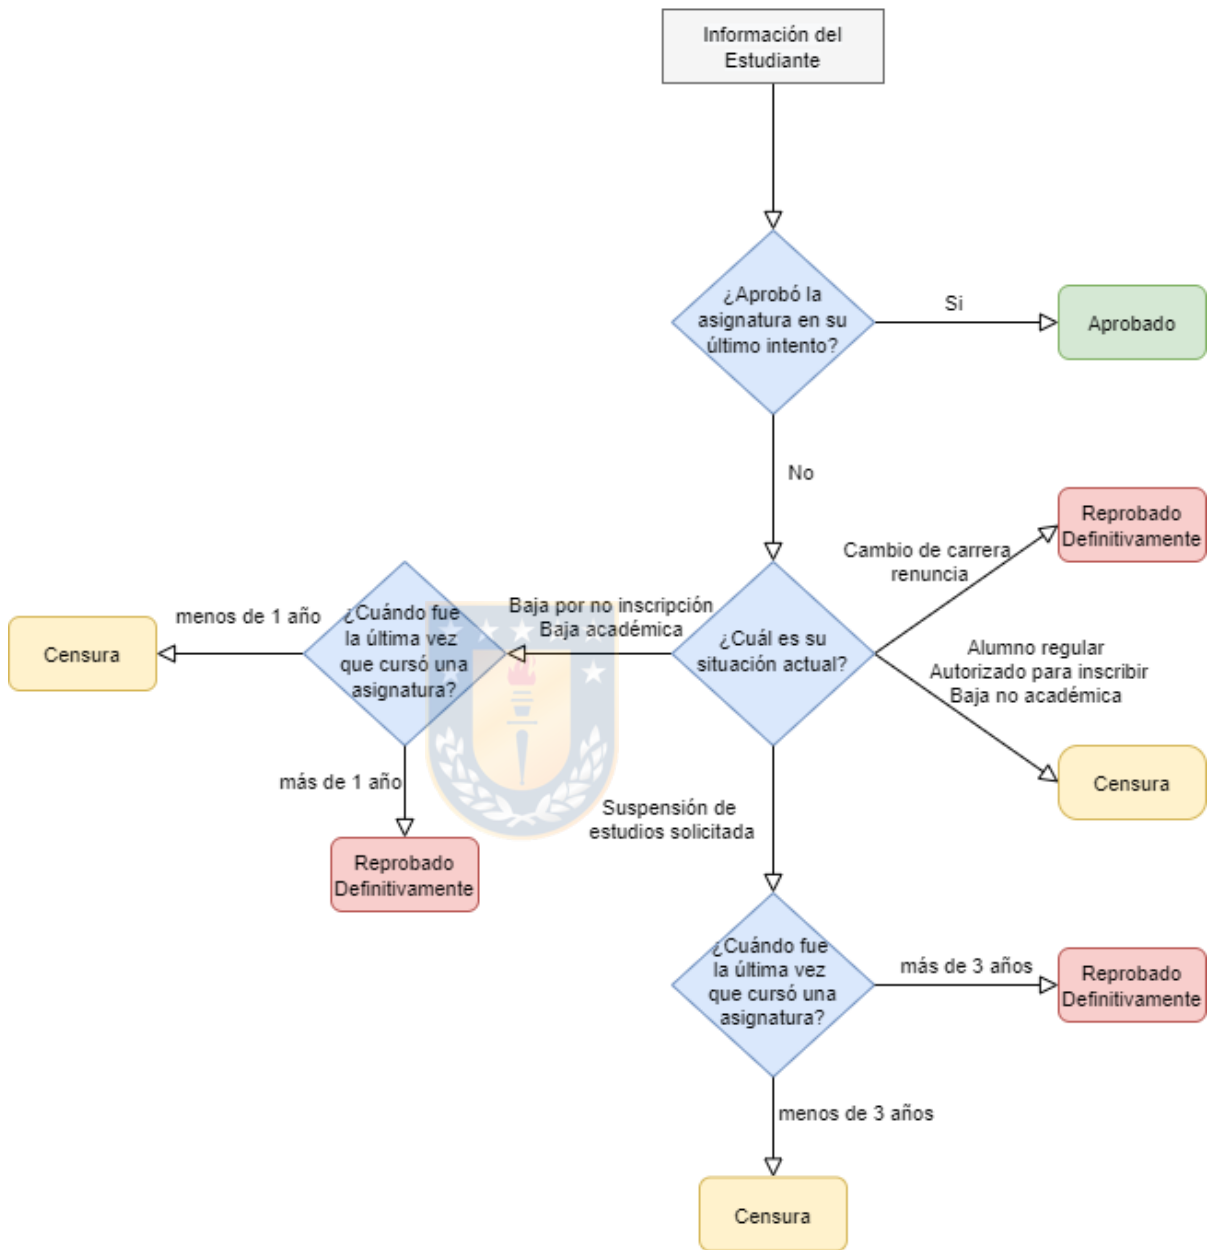 Información del
Estudiante
¿Aprobó la
asignatura en su
último intento?
Si
Aprobado
No
Reprobado
Definitivamente
Cambio de carrera
renuncia
Baja por no inscripción
Baja académica
¿Cuándo fue
la última vez
que cursó una
asignatura?
menos de 1 año
Censura
¿Cuál es su
situación actual?
Alumno regular
Autorizado para inscribir
Baja no académica
Censura
más de 1 año
Reprobado
Definitivamente
Suspensión de
estudios solicitada
¿Cuándo fue
la última vez
que cursó una
asignatura?
más de 3 años
Reprobado
Definitivamente
menos de 3 años
Censura